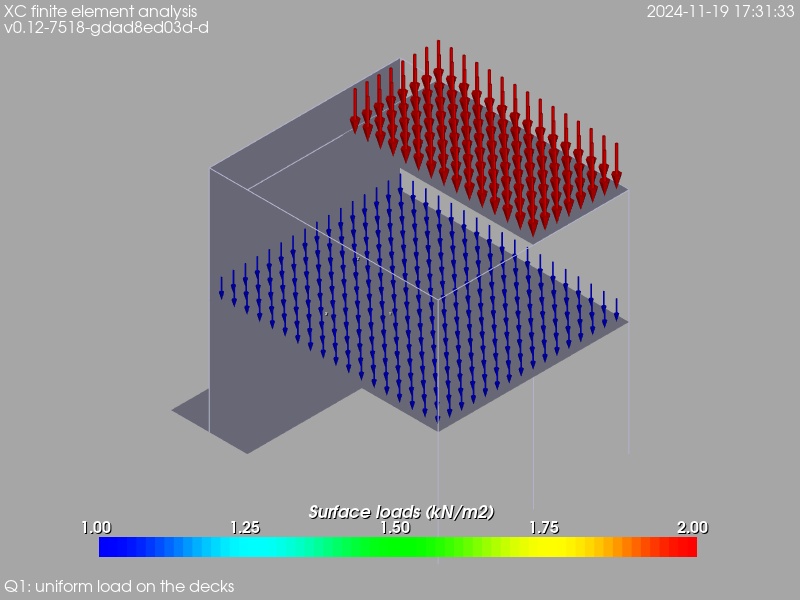 XC finite element analysis
2024-11-19 17:31:33
v0.12-7518-gdad8ed03d-d
Surface loads (kN/m2)
1.00 1.25 1.50 1.75 2.00
Q1: uniform load on the decks